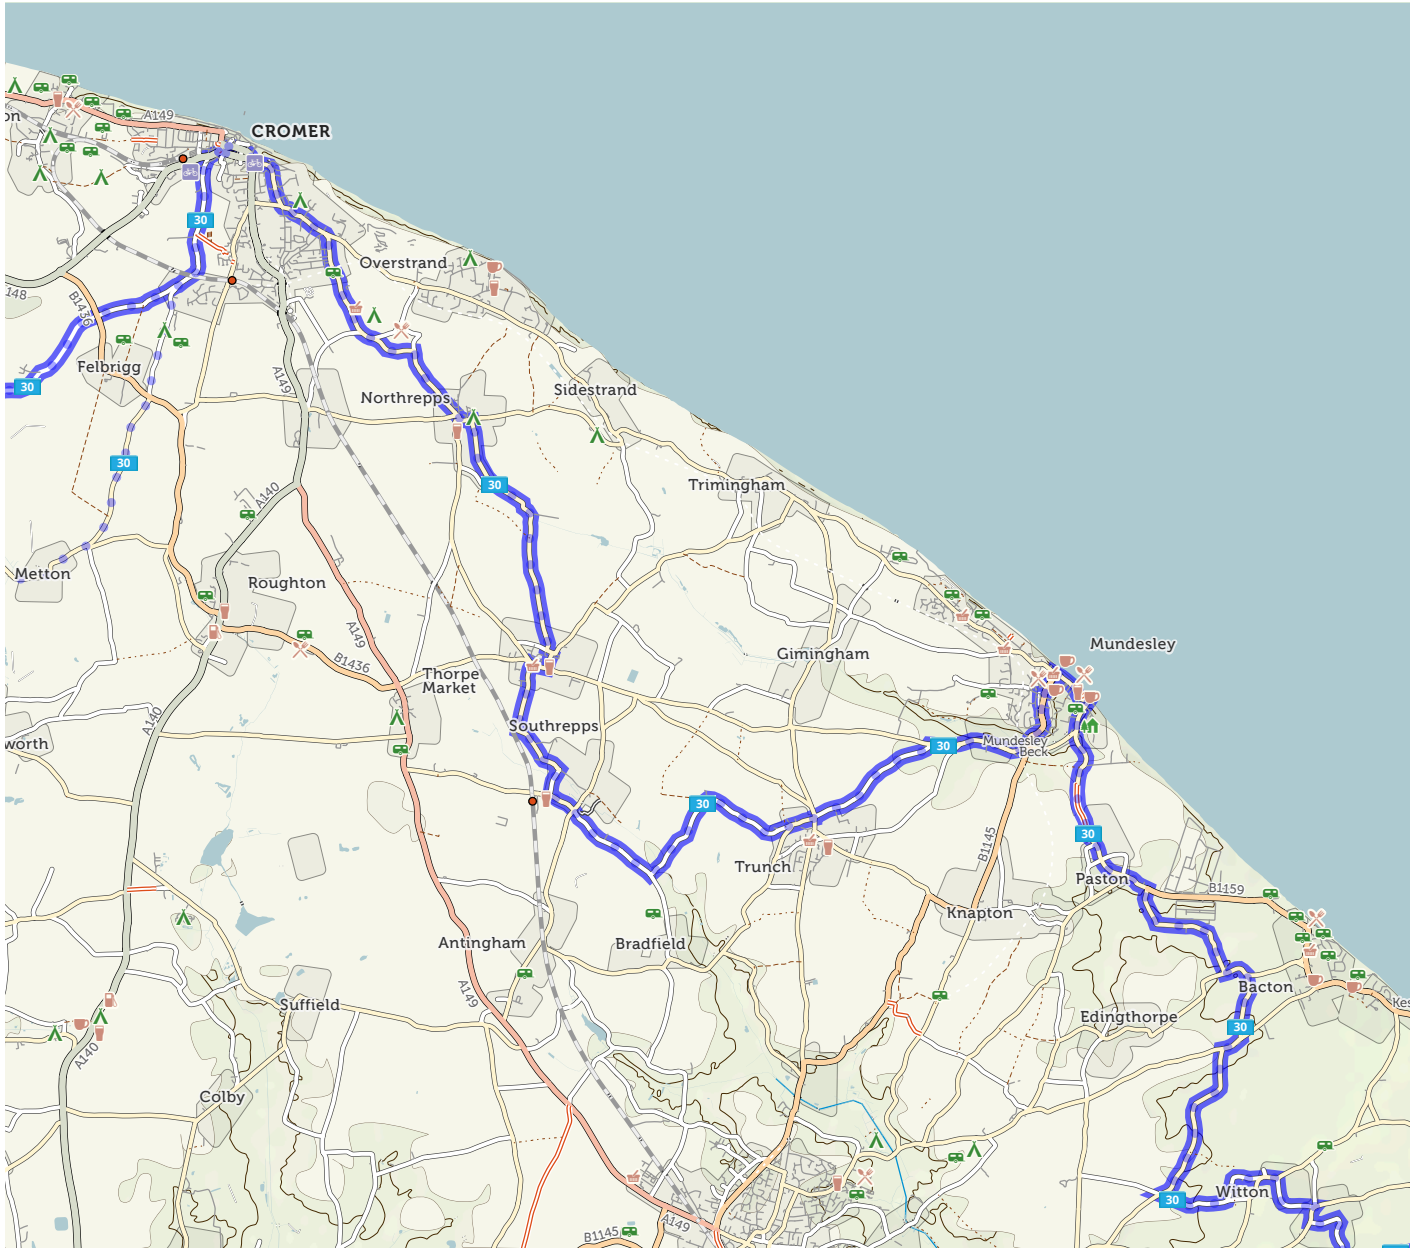 A149
on
CROMER
30
Overstrand
148
B1436
Felbrigg
30
A149
Northrepps
Sidestrand
30
30
Trimingham
A140
Metton
Roughton
A149
B1436
Mundesley
Gimingham
Thorpe
Market
A140
Southrepps
worth
30
Mundesley
Beck
30
30
B1145
Trunch
Paston
B1159
Knapton
Antingham
Bradfield
Bacton
A149
Suffield
Kes
Edingthorpe
30
A140
Colby
30
Witton
A149
B1145